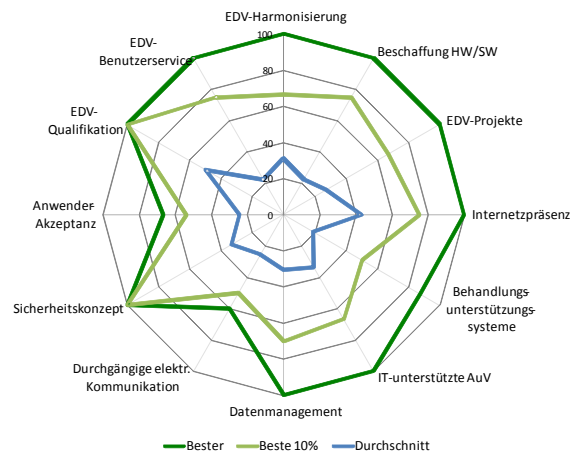 EDV-Harmonisierung
EDV-
Benutzerservice
Beschaffung HW/SW
100
80
60
40
20
0
EDV-
Qualifikation
EDV-Projekte
Anwender-
Akzeptanz
Internetpräsenz
Sicherheitskonzept
Behandlungs-
unterstützungs-
systeme
Durchgängige elektr.
Kommunikation
IT-unterstützte AuV
Datenmanagement
Bester Beste 10% Durchschnitt